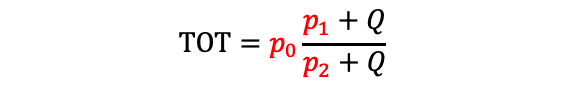 TOT = p₀ (p₁ + Q)/(p₂ + Q)